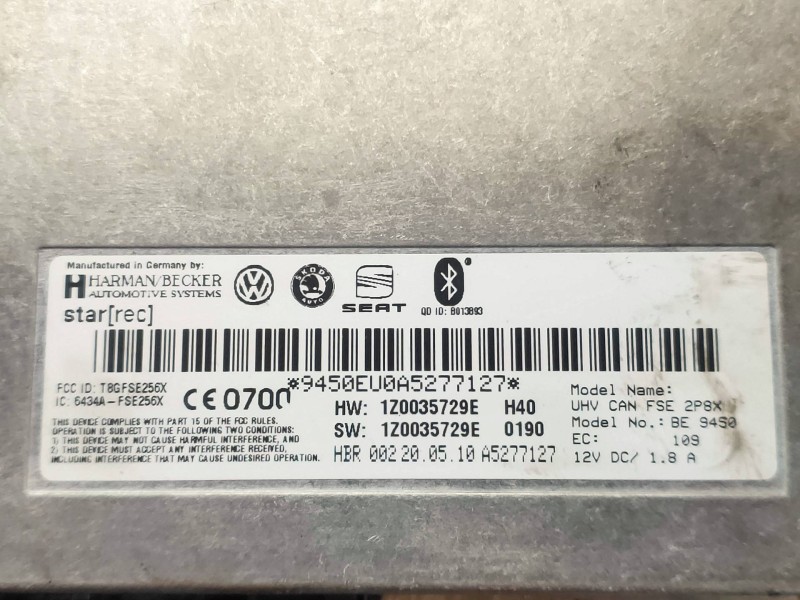 Manufactured in Germany by:
HARMAN/BECKER
AUTOMOTIVE SYSTEMS
star[rec]
ŠKODA
AUTO
SEAT
QD ID: B013893
*9450EU0A5277127*
FCC ID: T8GFSE256X
IC: 6434A-FSE256X
CE 0700
THIS DEVICE COMPLIES WITH PART 15 OF THE FCC RULES.
OPERATION IS SUBJECT TO THE FOLLOWING TWO CONDITIONS:
1) THIS DEVICE MAY NOT CAUSE HARMFUL INTERFERENCE, AND
2) THIS DEVICE MUST ACCEPT ANY INTERFERENCE RECEIVED,
INCLUDING INTERFERENCE THAT MAY CAUSE UNDESIRED OPERATION.
HW: 1Z0035729E H40
SW: 1Z0035729E 0190
HBR 002 20.05.10 A5277127
Model Name:
UHV CAN FSE 2P8X
Model No.: BE 9450
EC: 109
12V DC/ 1.8 A